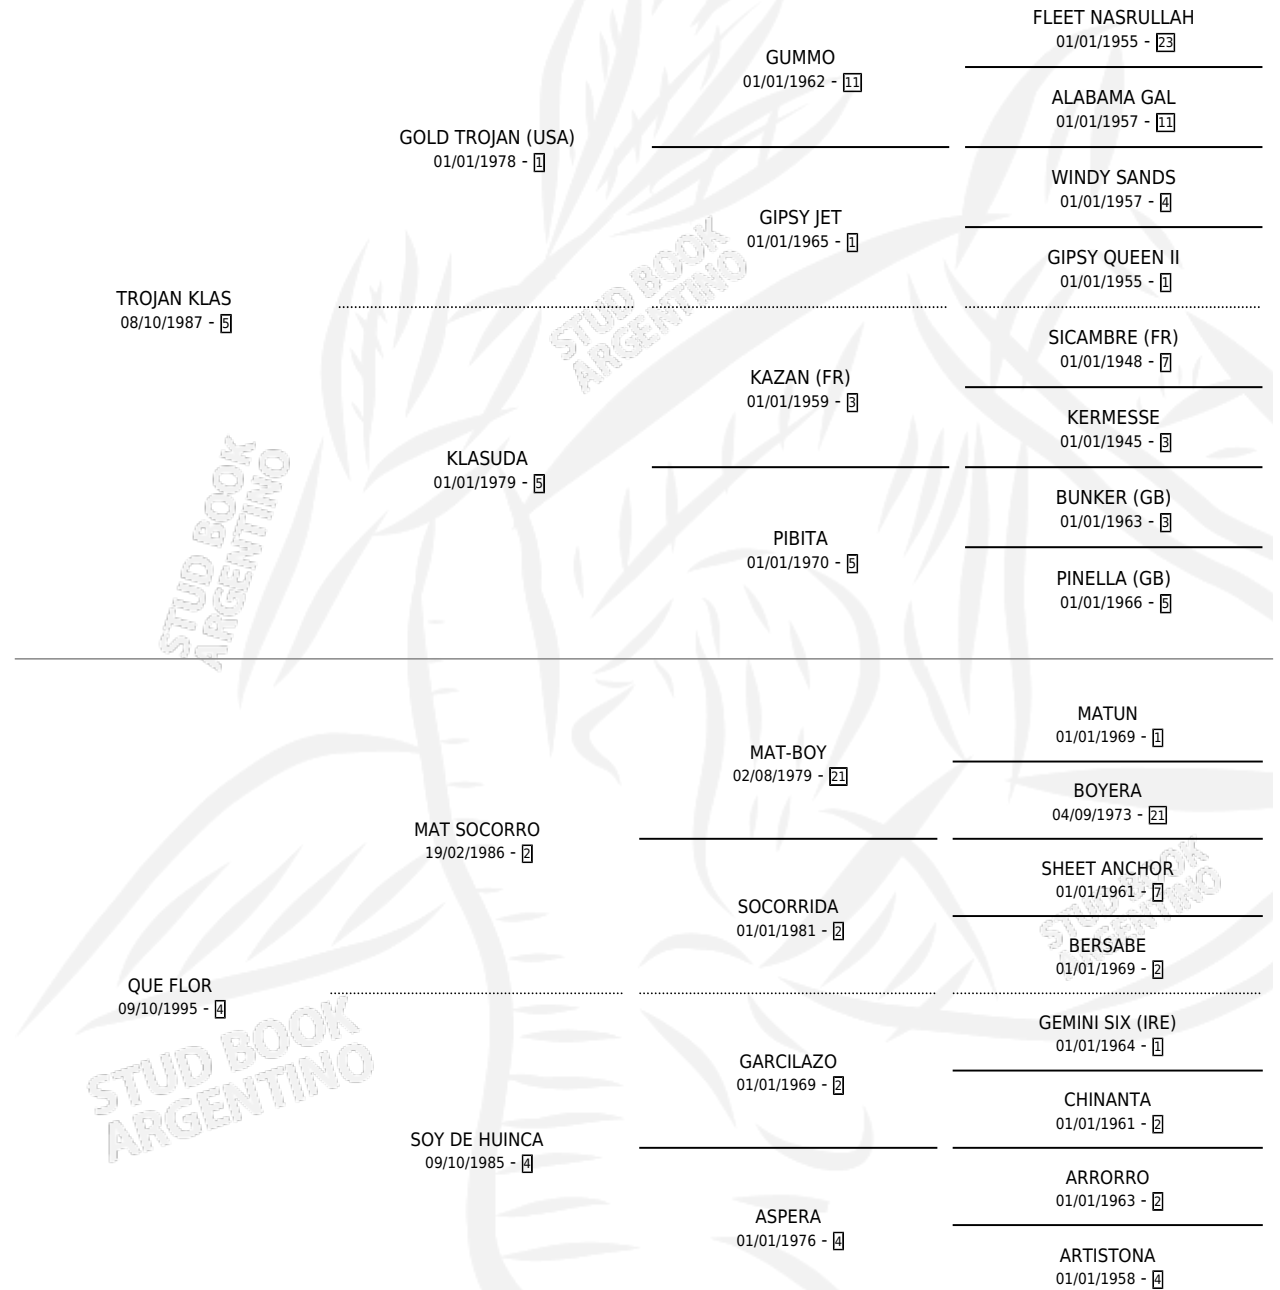 FLEET NASRULLAH
01/01/1955 - 23
GUMMO
01/01/1962 - 11
ALABAMA GAL
01/01/1957 - 11
GOLD TROJAN (USA)
01/01/1978 - 1
WINDY SANDS
01/01/1957 - 4
GIPSY JET
01/01/1965 - 1
GIPSY QUEEN II
01/01/1955 - 1
TROJAN KLAS
08/10/1987 - 5
SICAMBRE (FR)
01/01/1948 - 7
KAZAN (FR)
01/01/1959 - 3
KERMESSE
01/01/1945 - 3
KLASUDA
01/01/1979 - 5
BUNKER (GB)
01/01/1963 - 3
PIBITA
01/01/1970 - 5
PINELLA (GB)
01/01/1966 - 5
MATUN
01/01/1969 - 1
MAT-BOY
02/08/1979 - 21
BOYERA
04/09/1973 - 21
MAT SOCORRO
19/02/1986 - 2
SHEET ANCHOR
01/01/1961 - 7
SOCORRIDA
01/01/1981 - 2
BERSABE
01/01/1969 - 2
QUE FLOR
09/10/1995 - 4
GEMINI SIX (IRE)
01/01/1964 - 1
GARCILAZO
01/01/1969 - 2
CHINANTA
01/01/1961 - 2
SOY DE HUINCA
09/10/1985 - 4
ARRORRO
01/01/1963 - 2
ASPERA
01/01/1976 - 4
ARTISTONA
01/01/1958 - 4
STUD BOOK
ARGENTINO
STUD BOOK
ARGENTINO
STUD BOOK
ARGENTINO
STUD BOOK
ARGENTINO